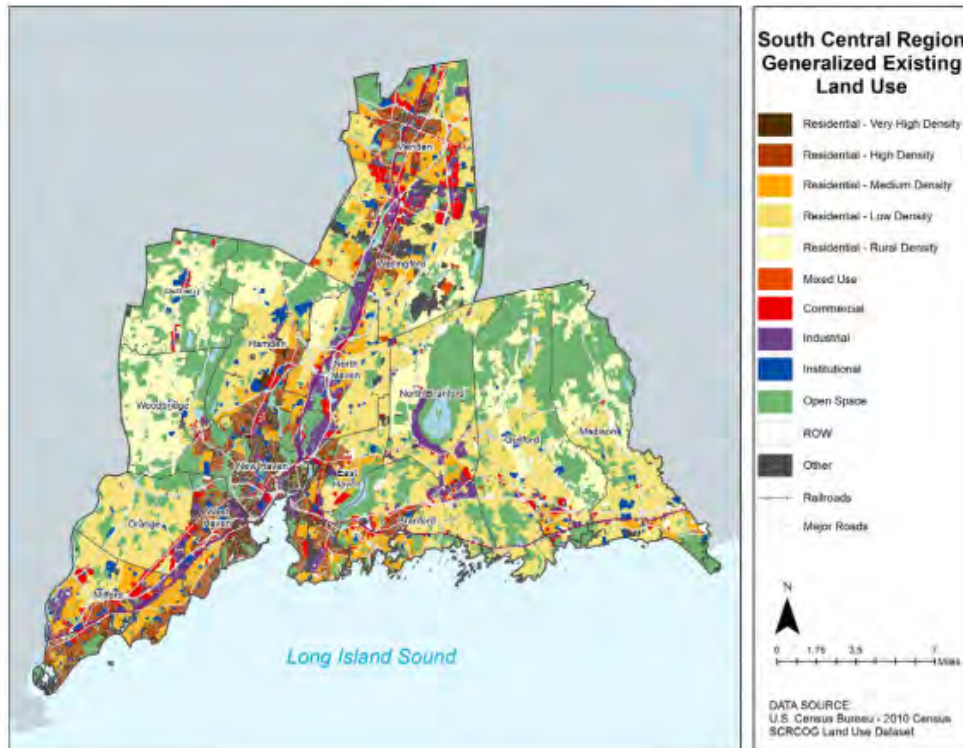 South Central Region
Generalized Existing
Land Use
Residential - Very High Density
Residential - High Density
Residential - Medium Density
Residential - Low Density
Residential - Rural Density
Mixed Use
Commercial
Industrial
Institutional
Open Space
ROW
Other
Railroads
Major Roads
N
0 1.75 3.5 7
Miles
DATA SOURCE:
U.S. Census Bureau - 2010 Census
SCRCOG Land Use Dataset
Meriden
Wallingford
Bethany
Hamden
North
Haven
Woodbridge
North Branford
Guilford
Madison
New Haven
East
Haven
West
Haven
Orange
Branford
Milford
Long Island Sound